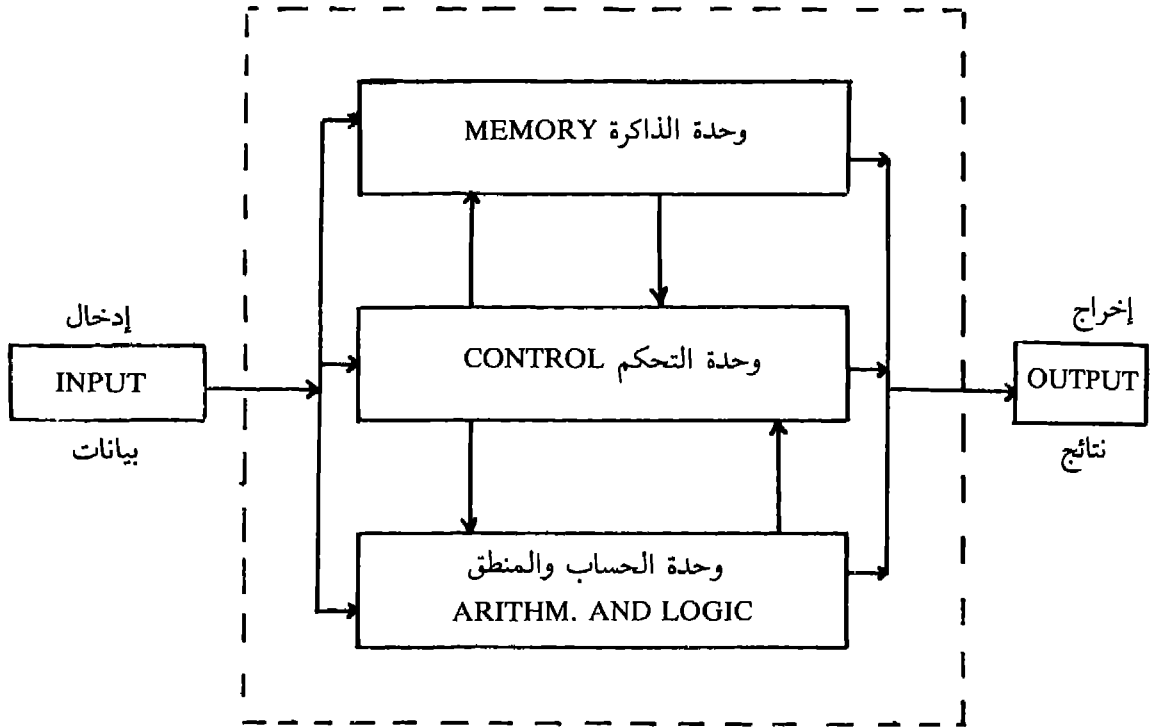 وحدة الذاكرة MEMORY
إدخال
INPUT
بيانات
وحدة التحكم CONTROL
إخراج
OUTPUT
نتائج
وحدة الحساب والمنطق
ARITHM. AND LOGIC